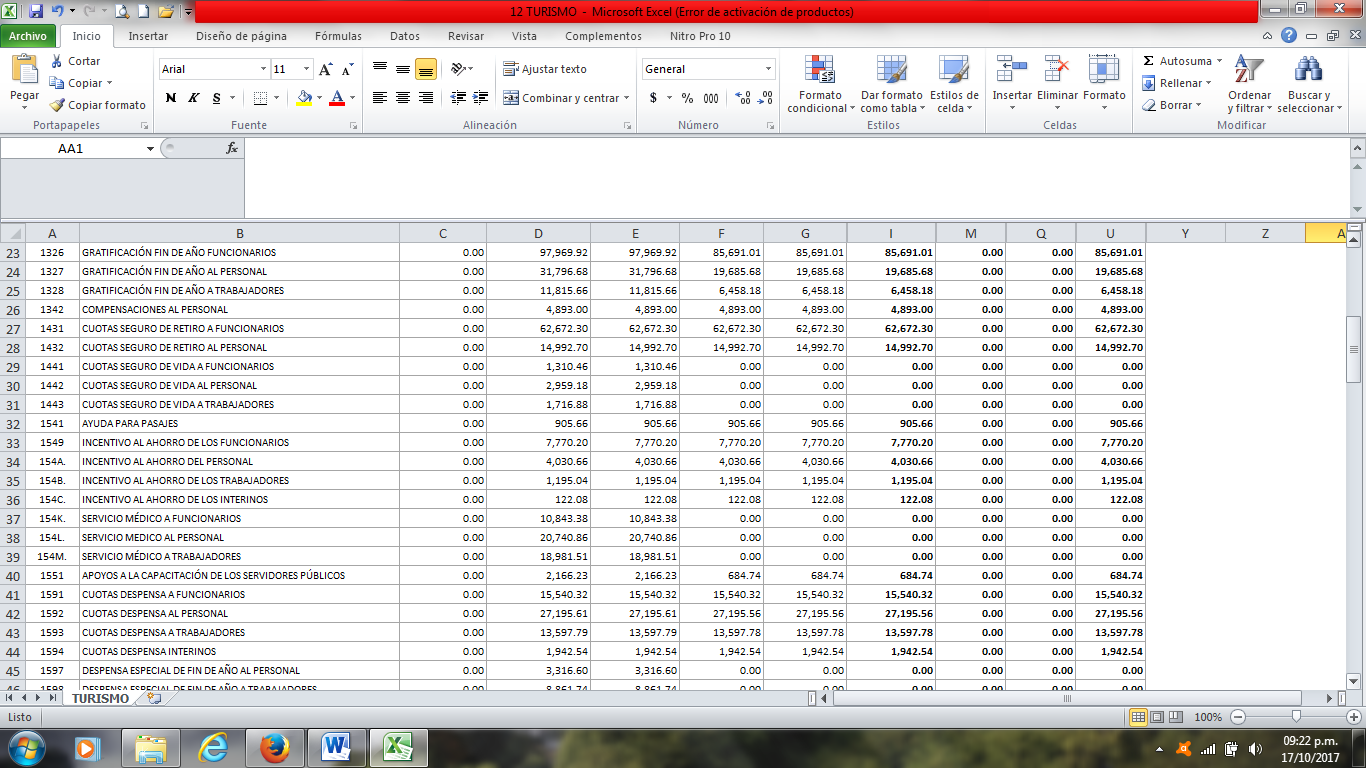 12 TURISMO - Microsoft Excel (Error de activación de productos)
Archivo Inicio Insertar Diseño de página Fórmulas Datos Revisar Vista Complementos Nitro Pro 10
Pegar Cortar Copiar Copiar formato Portapapeles
Arial 11 N K S Fuente
Ajustar texto Combinar y centrar Alineación
General $ % 000 Número
Formato condicional Dar formato como tabla Estilos de celda Estilos
Insertar Eliminar Formato Celdas
Autosuma Rellenar Borrar Ordenar y filtrar Buscar y seleccionar Modificar
AA1 fx
A B C D E F G I M Q U Y Z A
23 1326 GRATIFICACIÓN FIN DE AÑO FUNCIONARIOS 0.00 97,969.92 97,969.92 85,691.01 85,691.01 85,691.01 0.00 0.00 85,691.01
24 1327 GRATIFICACIÓN FIN DE AÑO AL PERSONAL 0.00 31,796.68 31,796.68 19,685.68 19,685.68 19,685.68 0.00 0.00 19,685.68
25 1328 GRATIFICACIÓN FIN DE AÑO A TRABAJADORES 0.00 11,815.66 11,815.66 6,458.18 6,458.18 6,458.18 0.00 0.00 6,458.18
26 1342 COMPENSACIONES AL PERSONAL 0.00 4,893.00 4,893.00 4,893.00 4,893.00 4,893.00 0.00 0.00 4,893.00
27 1431 CUOTAS SEGURO DE RETIRO A FUNCIONARIOS 0.00 62,672.30 62,672.30 62,672.30 62,672.30 62,672.30 0.00 0.00 62,672.30
28 1432 CUOTAS SEGURO DE RETIRO AL PERSONAL 0.00 14,992.70 14,992.70 14,992.70 14,992.70 14,992.70 0.00 0.00 14,992.70
29 1441 CUOTAS SEGURO DE VIDA A FUNCIONARIOS 0.00 1,310.46 1,310.46 0.00 0.00 0.00 0.00 0.00 0.00
30 1442 CUOTAS SEGURO DE VIDA AL PERSONAL 0.00 2,959.18 2,959.18 0.00 0.00 0.00 0.00 0.00 0.00
31 1443 CUOTAS SEGURO DE VIDA A TRABAJADORES 0.00 1,716.88 1,716.88 0.00 0.00 0.00 0.00 0.00 0.00
32 1541 AYUDA PARA PASAJES 0.00 905.66 905.66 905.66 905.66 905.66 0.00 0.00 905.66
33 1549 INCENTIVO AL AHORRO DE LOS FUNCIONARIOS 0.00 7,770.20 7,770.20 7,770.20 7,770.20 7,770.20 0.00 0.00 7,770.20
34 154A. INCENTIVO AL AHORRO DEL PERSONAL 0.00 4,030.66 4,030.66 4,030.66 4,030.66 4,030.66 0.00 0.00 4,030.66
35 154B. INCENTIVO AL AHORRO DE LOS TRABAJADORES 0.00 1,195.04 1,195.04 1,195.04 1,195.04 1,195.04 0.00 0.00 1,195.04
36 154C. INCENTIVO AL AHORRO DE LOS INTERINOS 0.00 122.08 122.08 122.08 122.08 122.08 0.00 0.00 122.08
37 154K. SERVICIO MÉDICO A FUNCIONARIOS 0.00 10,843.38 10,843.38 0.00 0.00 0.00 0.00 0.00 0.00
38 154L. SERVICIO MEDICO AL PERSONAL 0.00 20,740.86 20,740.86 0.00 0.00 0.00 0.00 0.00 0.00
39 154M. SERVICIO MÉDICO A TRABAJADORES 0.00 18,981.51 18,981.51 0.00 0.00 0.00 0.00 0.00 0.00
40 1551 APOYOS A LA CAPACITACIÓN DE LOS SERVIDORES PÚBLICOS 0.00 2,166.23 2,166.23 684.74 684.74 684.74 0.00 0.00 684.74
41 1591 CUOTAS DESPENSA A FUNCIONARIOS 0.00 15,540.32 15,540.32 15,540.32 15,540.32 15,540.32 0.00 0.00 15,540.32
42 1592 CUOTAS DESPENSA AL PERSONAL 0.00 27,195.61 27,195.61 27,195.56 27,195.56 27,195.56 0.00 0.00 27,195.56
43 1593 CUOTAS DESPENSA A TRABAJADORES 0.00 13,597.79 13,597.79 13,597.78 13,597.78 13,597.78 0.00 0.00 13,597.78
44 1594 CUOTAS DESPENSA INTERINOS 0.00 1,942.54 1,942.54 1,942.54 1,942.54 1,942.54 0.00 0.00 1,942.54
45 1597 DESPENSA ESPECIAL DE FIN DE AÑO AL PERSONAL 0.00 3,316.60 3,316.60 0.00 0.00 0.00 0.00 0.00 0.00
46 1598 DESPENSA ESPECIAL DE FIN DE AÑO A TRABAJADORES 0.00 8,861.74 8,861.74 0.00 0.00 0.00 0.00 0.00 0.00
TURISMO
Listo 100%
09:22 p.m.
17/10/2017